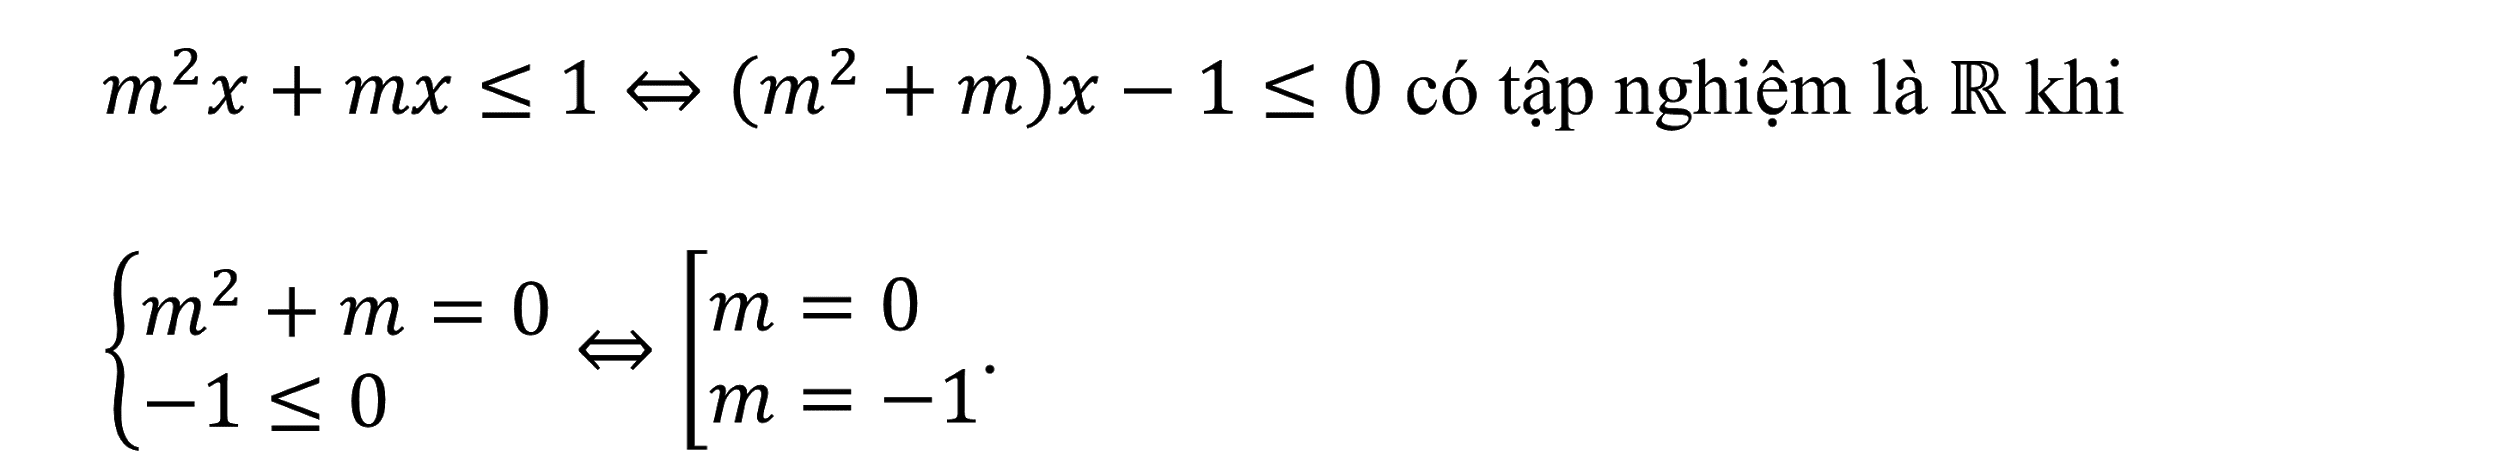 m²x + mx ≤ 1 ⇔ (m² + m)x − 1 ≤ 0 có tập nghiệm là ℝ khi
{m² + m = 0
−1 ≤ 0 ⇔ [m = 0
m = −1.